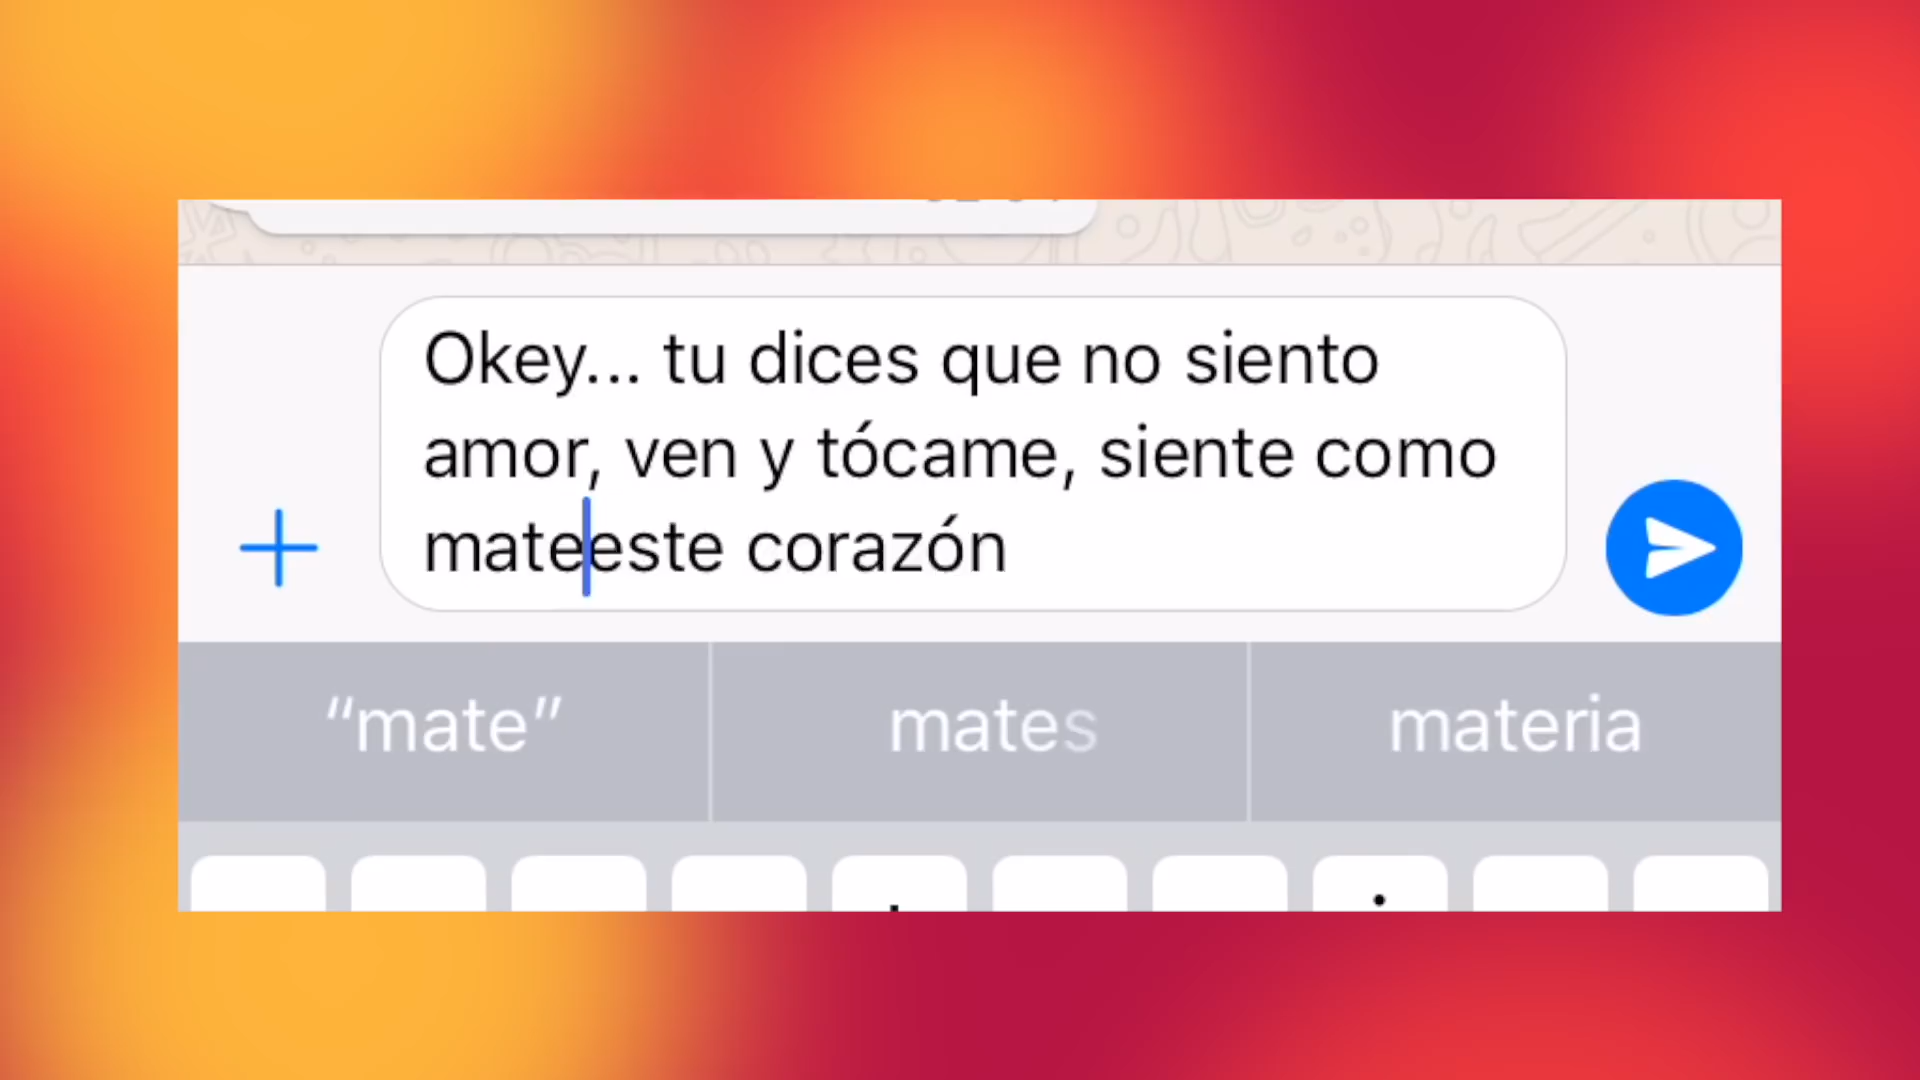 Okey... tu dices que no siento
amor, ven y tócame, siente como
mateeste corazón
“mate”
mates
materia